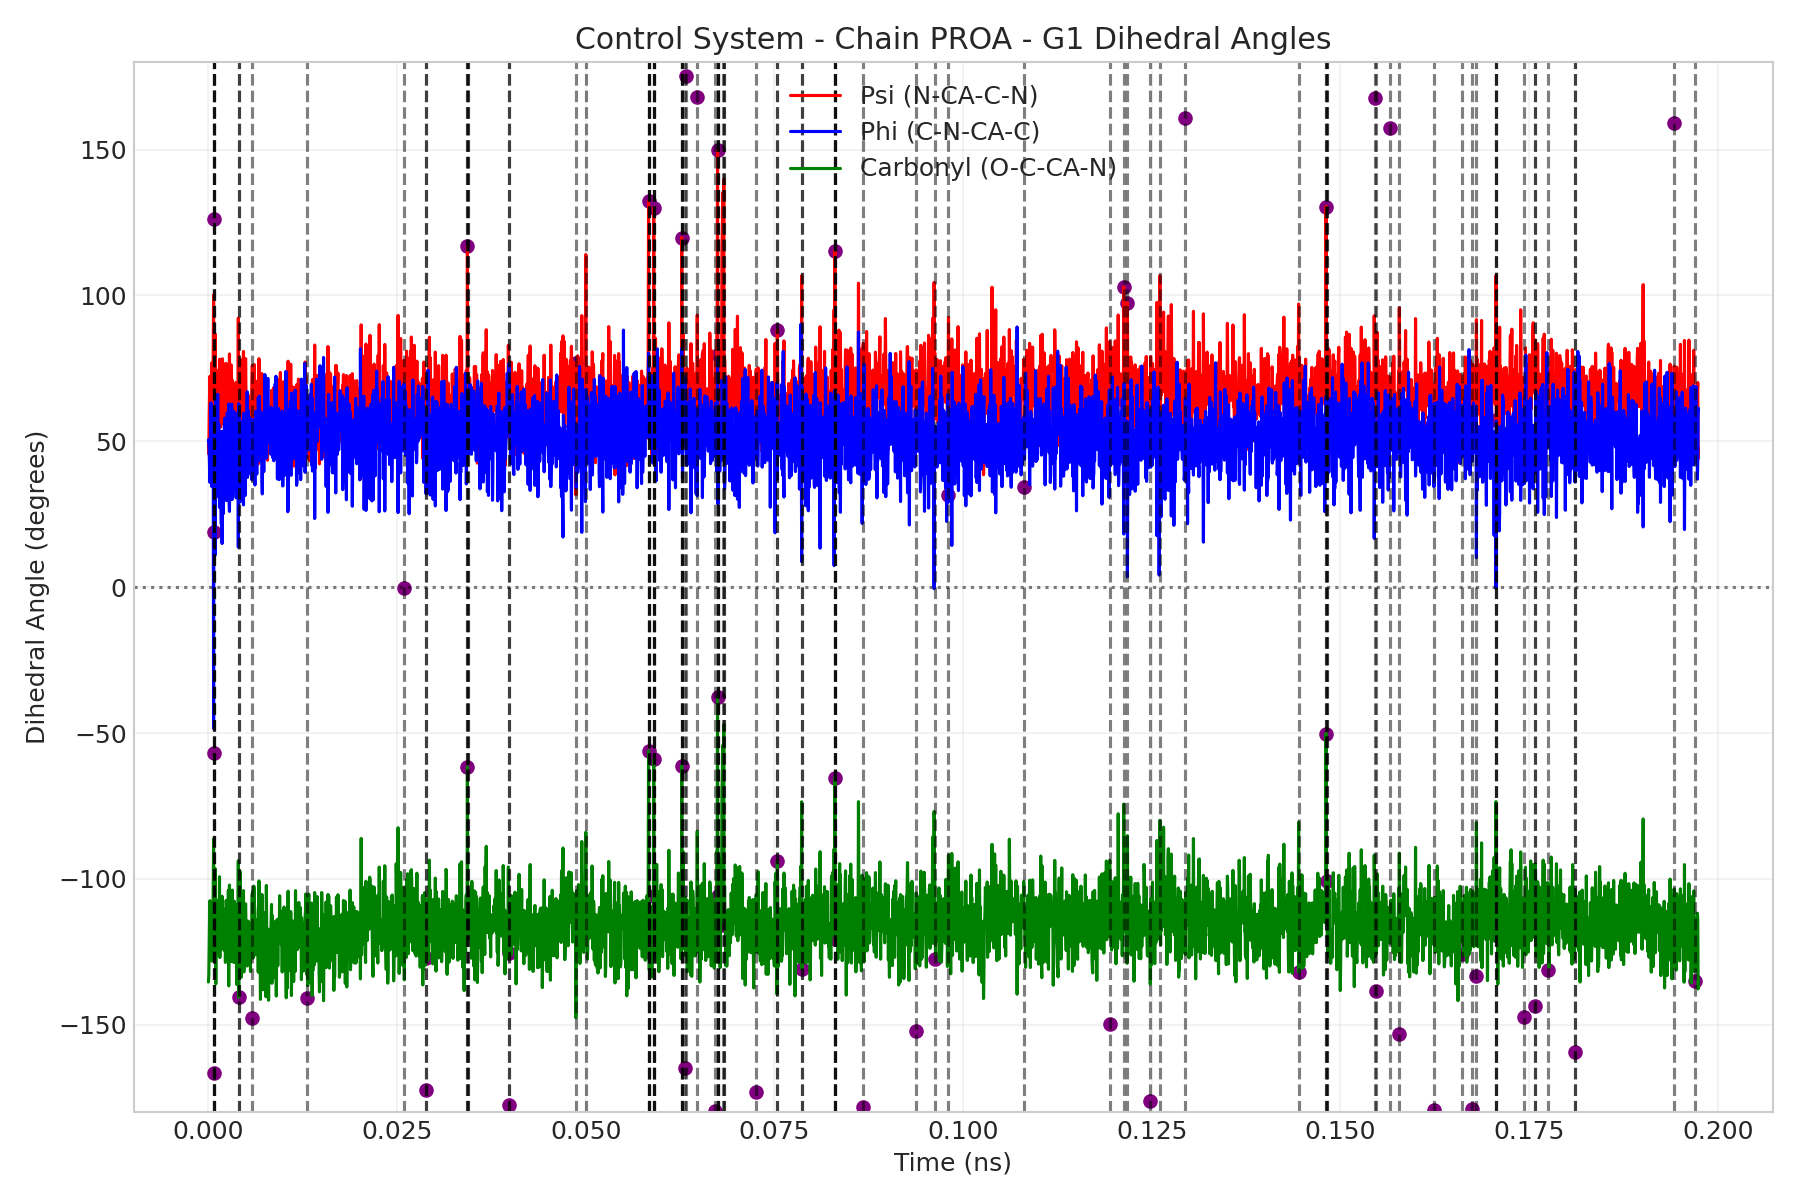 Control System - Chain PROA - G1 Dihedral Angles
Psi (N-CA-C-N)
Phi (C-N-CA-C)
Carbonyl (O-C-CA-N)
Dihedral Angle (degrees)
150
100
50
0
−50
−100
−150
0.000 0.025 0.050 0.075 0.100 0.125 0.150 0.175 0.200
Time (ns)